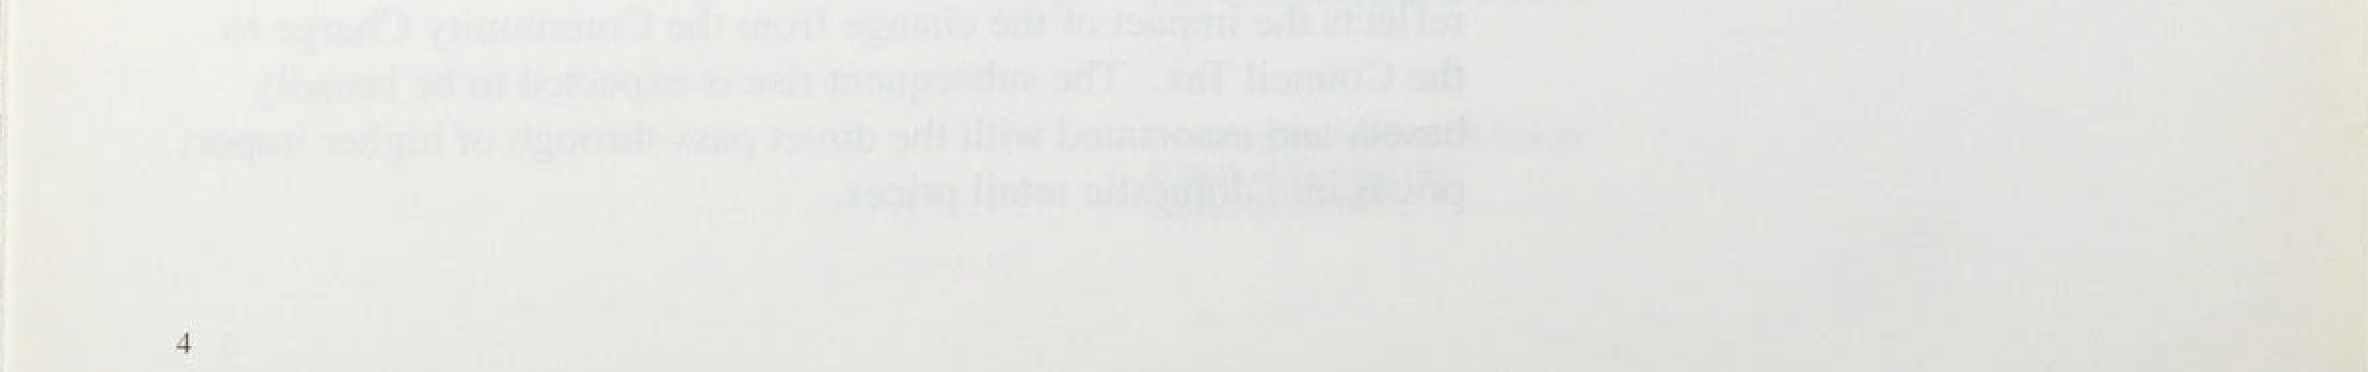 reflects the impact of the change from the Community Charge to
the Council Tax. The subsequent rise is expected to be broadly
based, and associated with the direct pass-through of higher import
prices into domestic retail prices.
4